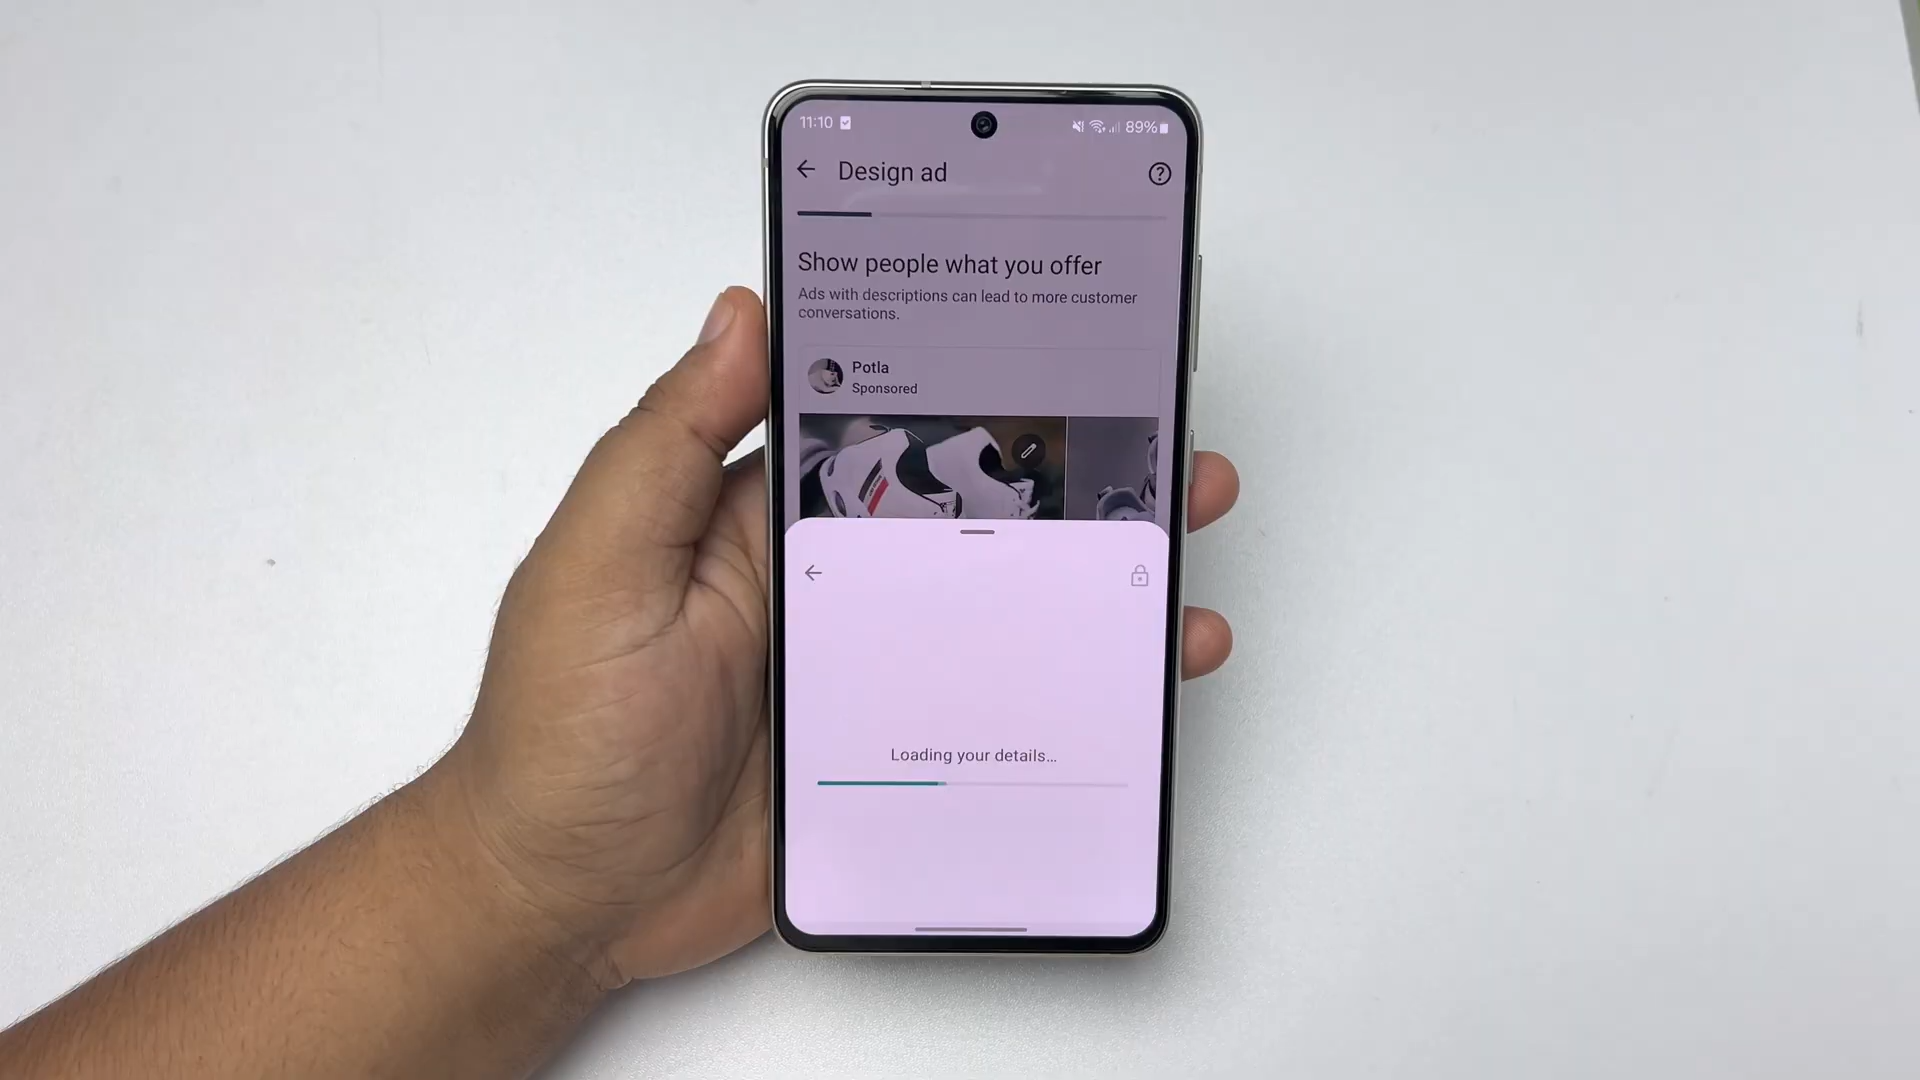 11:10
89%
Design ad
Show people what you offer
Ads with descriptions can lead to more customer
conversations.
Potla
Sponsored
Loading your details...